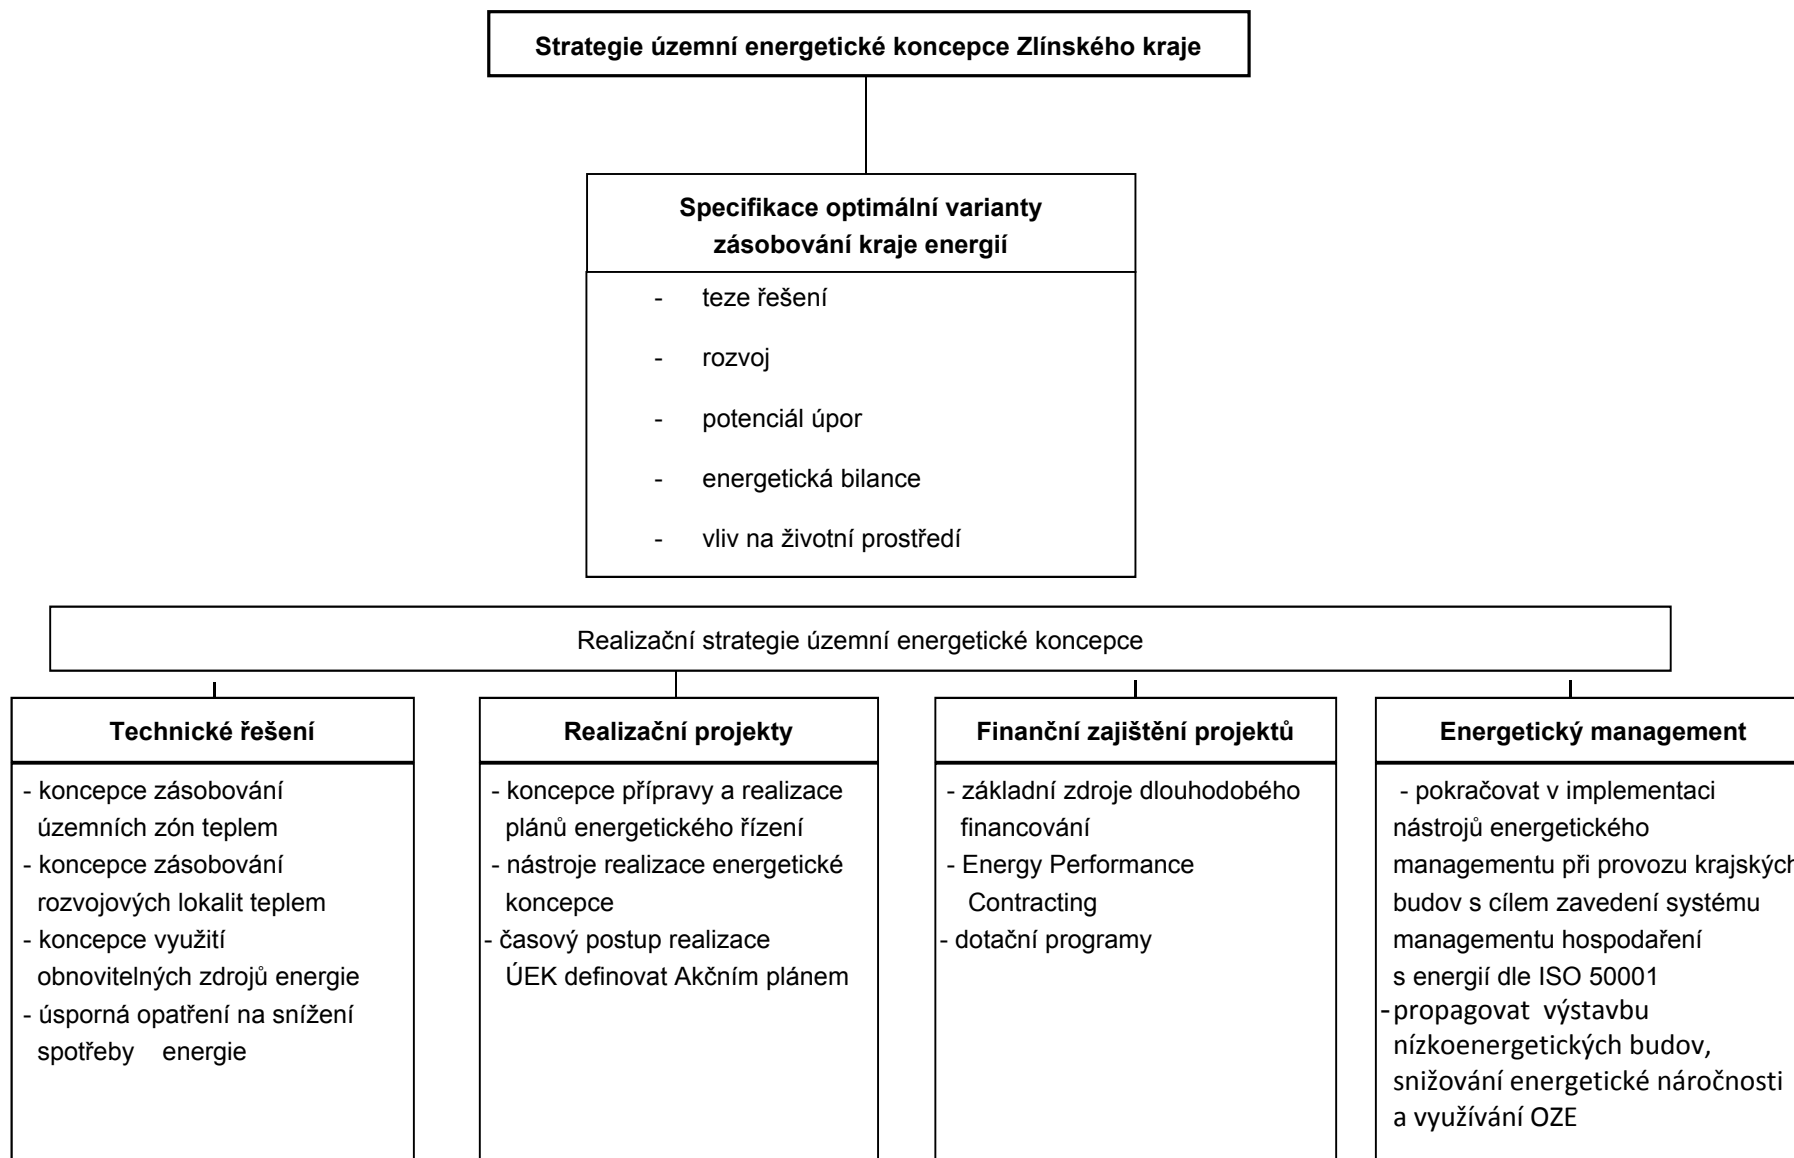 Strategie územní energetické koncepce Zlínského kraje
Specifikace optimální varianty
zásobování kraje energií
- teze řešení
- rozvoj
- potenciál úpor
- energetická bilance
- vliv na životní prostředí
Realizační strategie územní energetické koncepce
Technické řešení
- koncepce zásobování
územních zón teplem
- koncepce zásobování
rozvojových lokalit teplem
- koncepce využití
obnovitelných zdrojů energie
- úsporná opatření na snížení
spotřeby energie
Realizační projekty
- koncepce přípravy a realizace
plánů energetického řízení
- nástroje realizace energetické
koncepce
- časový postup realizace
ÚEK definovat Akčním plánem
Finanční zajištění projektů
- základní zdroje dlouhodobého
financování
- Energy Performance
Contracting
- dotační programy
Energetický management
- pokračovat v implementaci
nástrojů energetického
managementu při provozu krajských
budov s cílem zavedení systému
managementu hospodaření
s energií dle ISO 50001
- propagovat výstavbu
nízkoenergetických budov,
snižování energetické náročnosti
a využívání OZE